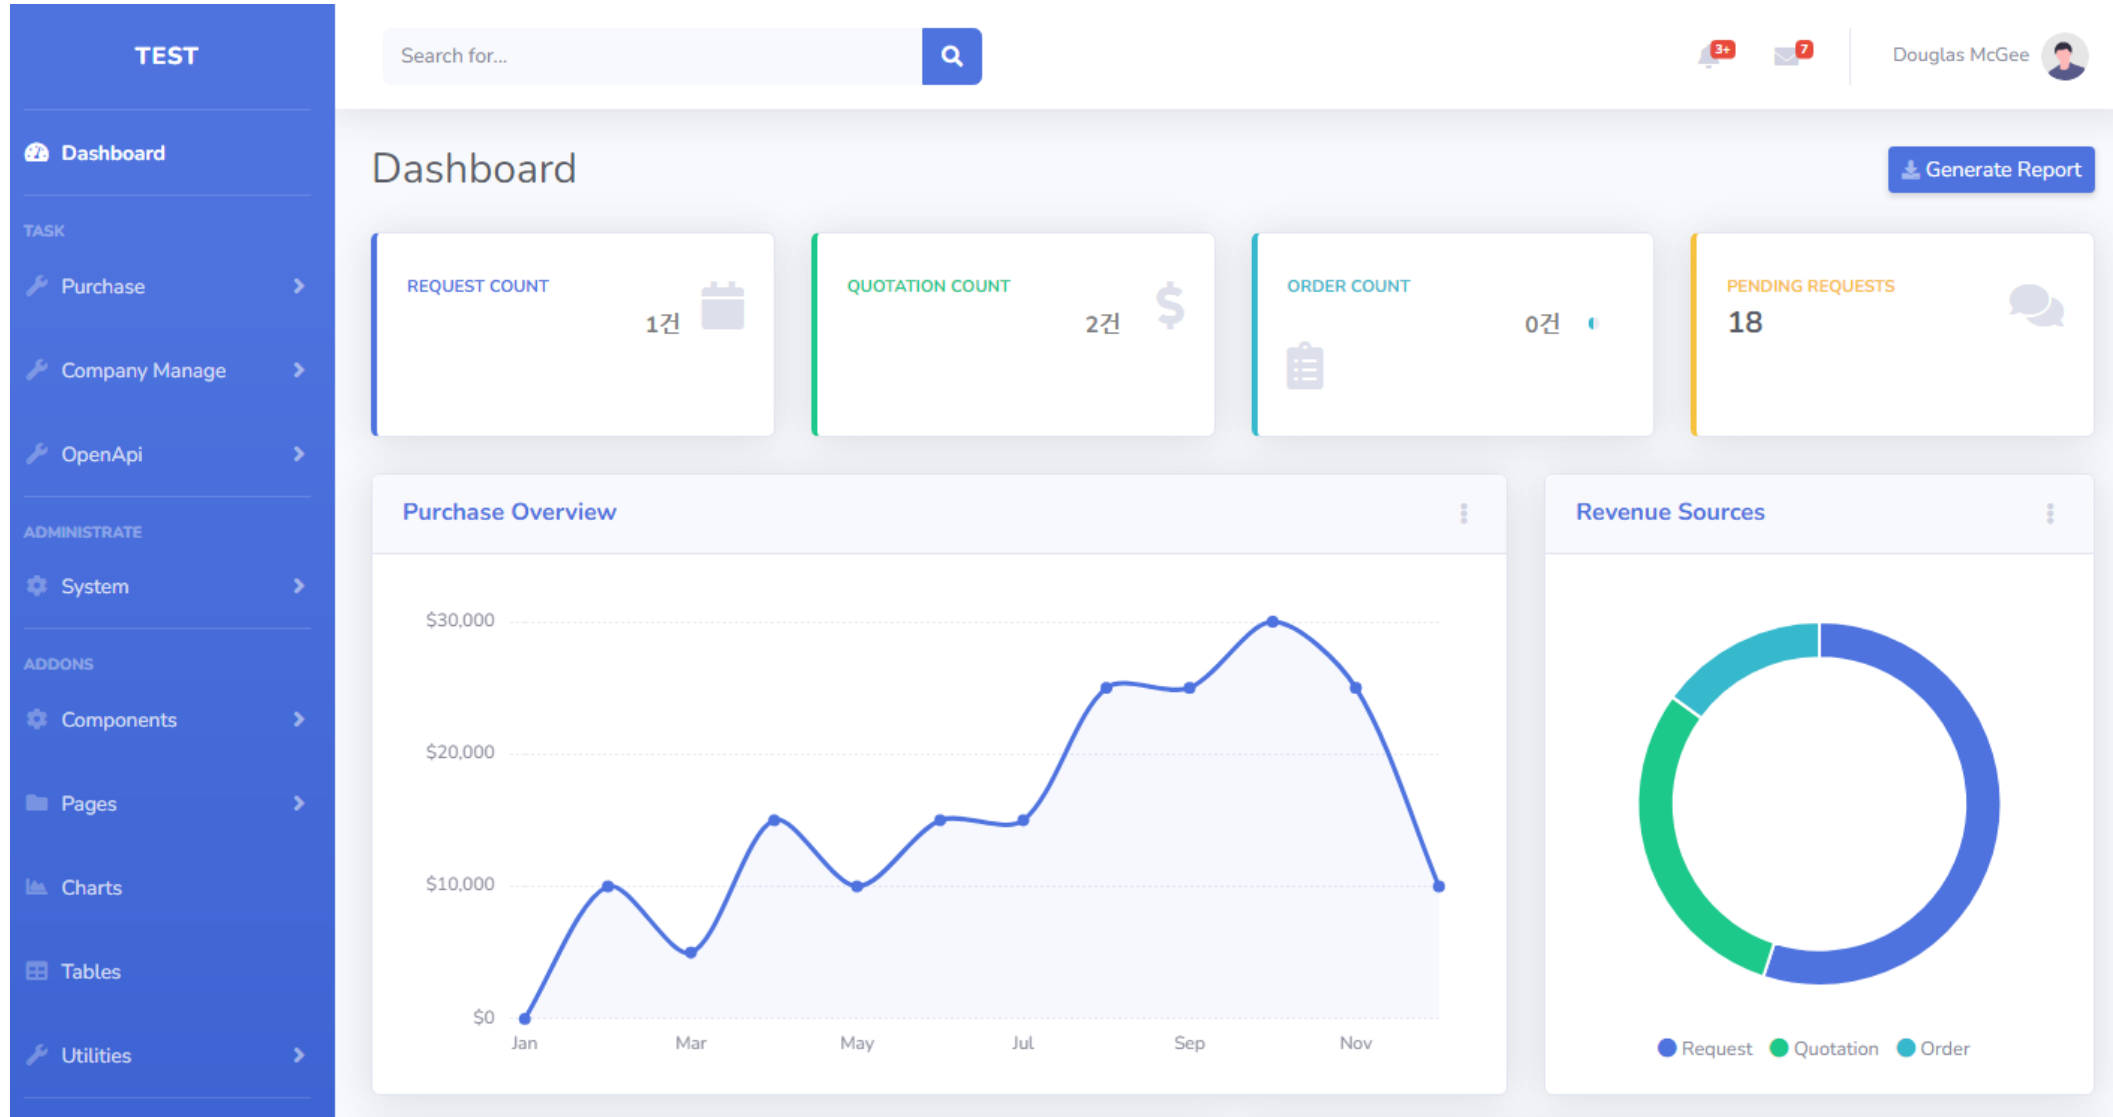 TEST
Dashboard
TASK
Purchase
Company Manage
OpenApi
ADMINISTRATE
System
ADDONS
Components
Pages
Charts
Tables
Utilities
Search for...
3+
7
Douglas McGee
Dashboard
Generate Report
REQUEST COUNT
1건
QUOTATION COUNT
2건
ORDER COUNT
0건
PENDING REQUESTS
18
Purchase Overview
$30,000
$20,000
$10,000
$0
Jan Mar May Jul Sep Nov
Revenue Sources
Request Quotation Order